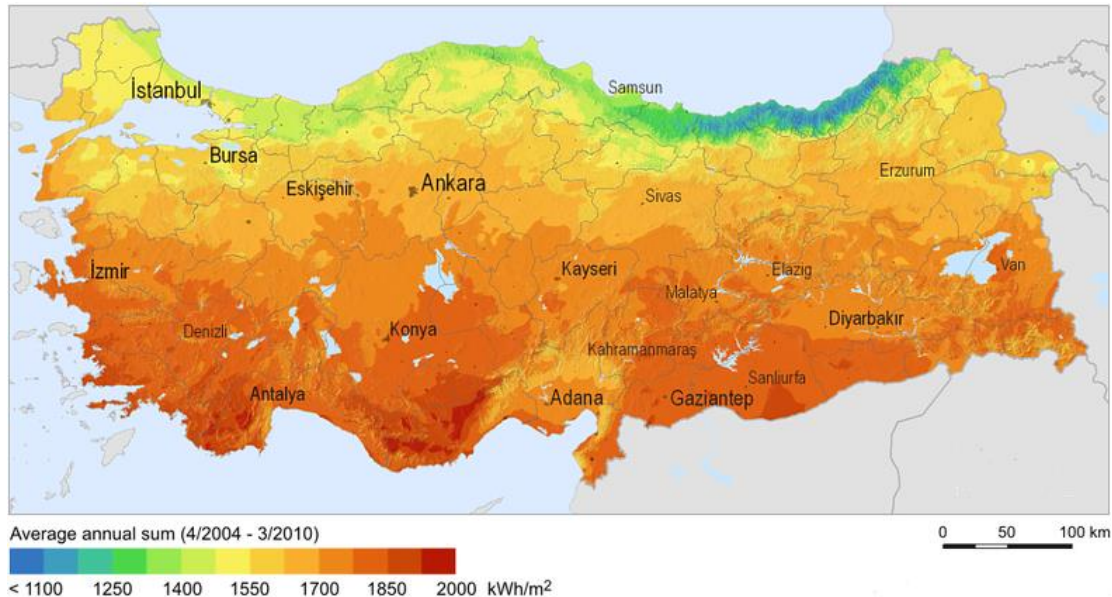 Samsun
İstanbul
Bursa
Erzurum
Eskişehir
Ankara
Sivas
İzmir
Kayseri
Elazig
Van
Malatya
Denizli
Konya
Diyarbakır
Kahramanmaraş
Sanliurfa
Antalya
Adana
Gaziantep
Average annual sum (4/2004 - 3/2010)
0 50 100 km
< 1100 1250 1400 1550 1700 1850 2000 kWh/m²